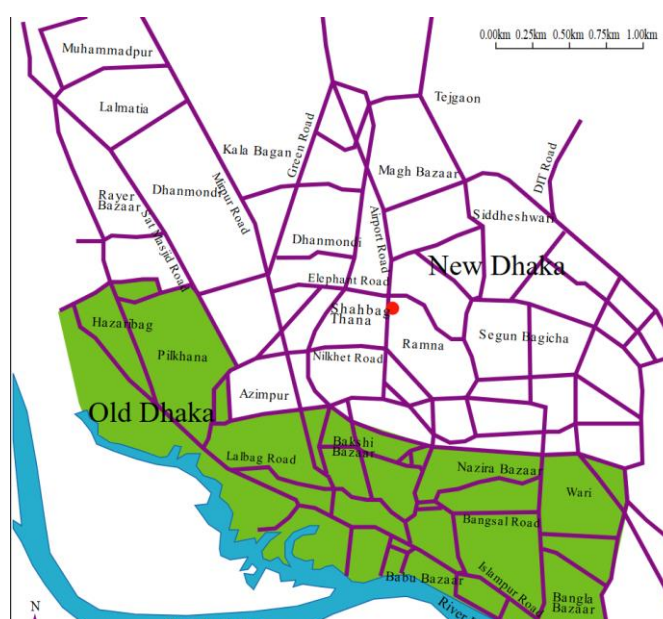 0.00km 0.25km 0.50km 0.75km 1.00km
Muhammadpur
Tejgaon
Lalmatia
Green Road
Kala Bagan
DIT Road
Magh Bazaar
Mirpur Road
Dhanmondi
Rayer
Bazaar
Siddheshwari
Sat Masjid Road
Airport Road
Dhanmondi
New Dhaka
Elephant Road
Shahbag
Thana
Hazaribag
Segun Bagicha
Ramna
Pilkhana
Nilkhet Road
Azimpur
Old Dhaka
Bakshi
Bazaar
Lalbag Road
Nazira Bazaar
Wari
Bangsal Road
Islampur Road
Babu Bazaar
Bangla
Bazaar
River
N